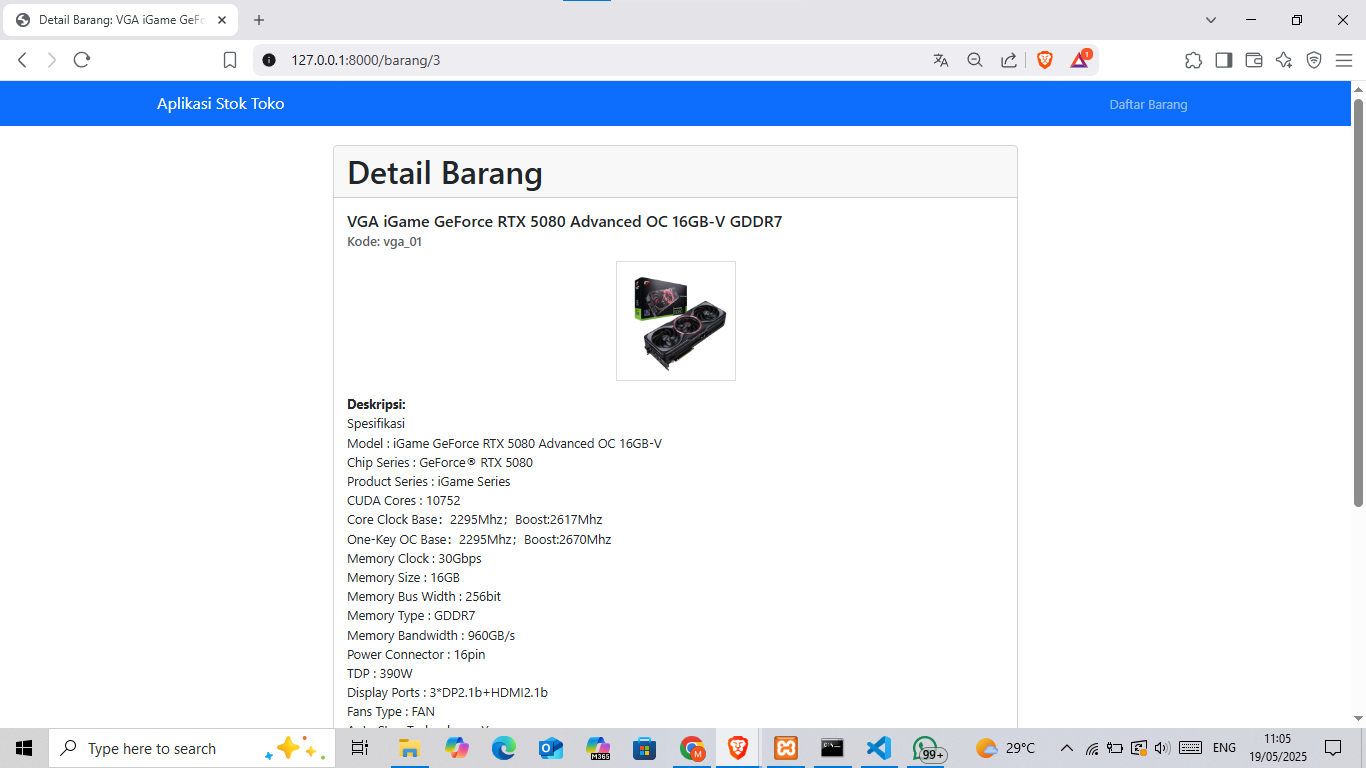 Detail Barang: VGA iGame GeFo
127.0.0.1:8000/barang/3
1
Aplikasi Stok Toko
Daftar Barang
Detail Barang
VGA iGame GeForce RTX 5080 Advanced OC 16GB-V GDDR7
Kode: vga_01
Deskripsi:
Spesifikasi
Model : iGame GeForce RTX 5080 Advanced OC 16GB-V
Chip Series : GeForce® RTX 5080
Product Series : iGame Series
CUDA Cores : 10752
Core Clock Base：2295Mhz；Boost:2617Mhz
One-Key OC Base：2295Mhz；Boost:2670Mhz
Memory Clock : 30Gbps
Memory Size : 16GB
Memory Bus Width : 256bit
Memory Type : GDDR7
Memory Bandwidth : 960GB/s
Power Connector : 16pin
TDP : 390W
Display Ports : 3*DP2.1b+HDMI2.1b
Fans Type : FAN
Type here to search
M365
M
99+
29°C
ENG
11:05
19/05/2025